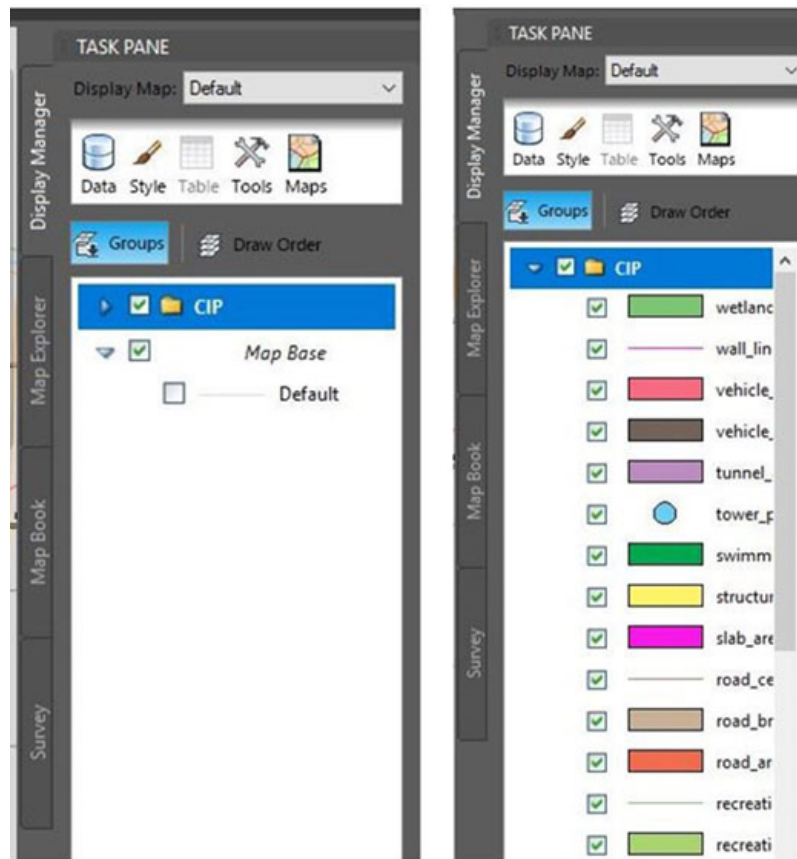 TASK PANE
Display Map: Default
Data Style Table Tools Maps
Groups Draw Order
CIP
Map Base
Default
Display Manager
Map Explorer
Map Book
Survey
TASK PANE
Display Map: Default
Data Style Table Tools Maps
Groups Draw Order
CIP
wetlanc
wall_lin
vehicle_
vehicle_
tunnel_
tower_p
swimm
structur
slab_are
road_ce
road_br
road_ar
recreati
recreati
Display Manager
Map Explorer
Map Book
Survey